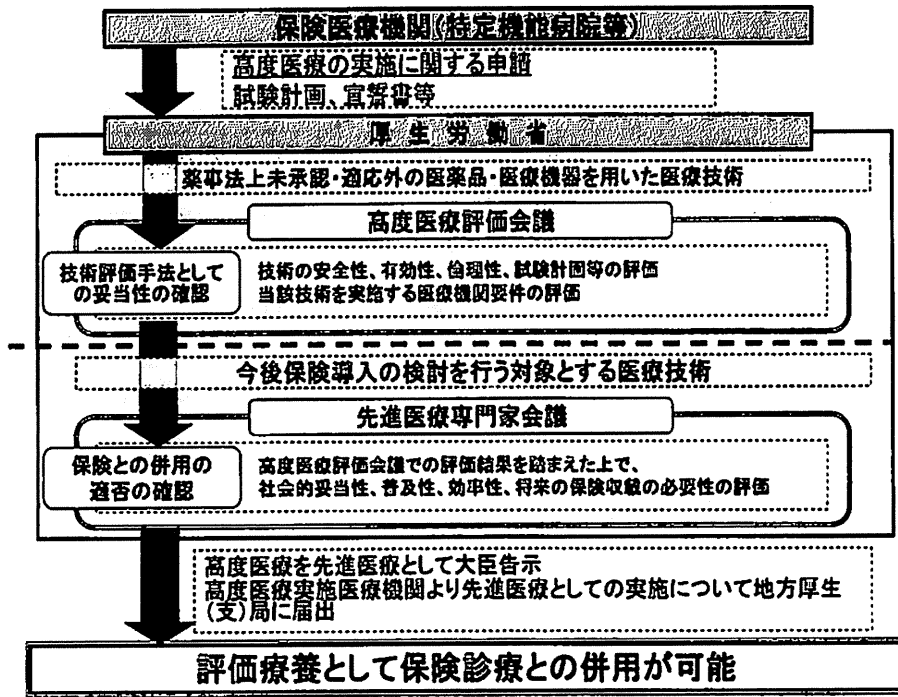 保険医療機関(特定機能病院等)
高度医療の実施に関する申請
試験計画、宣誓書等
厚生労働省
薬事法上未承認・適応外の医薬品・医療機器を用いた医療技術
高度医療評価会議
技術評価手法として
の妥当性の確認
技術の安全性、有効性、倫理性、試験計画等の評価
当該技術を実施する医療機関要件の評価
今後保険導入の検討を行う対象とする医療技術
先進医療専門家会議
保険との併用の
適否の確認
高度医療評価会議での評価結果を踏まえた上で、
社会的妥当性、普及性、効率性、将来の保険収載の必要性の評価
高度医療を先進医療として大臣告示
高度医療実施医療機関より先進医療としての実施について地方厚生
(支)局に届出
評価療養として保険診療との併用が可能